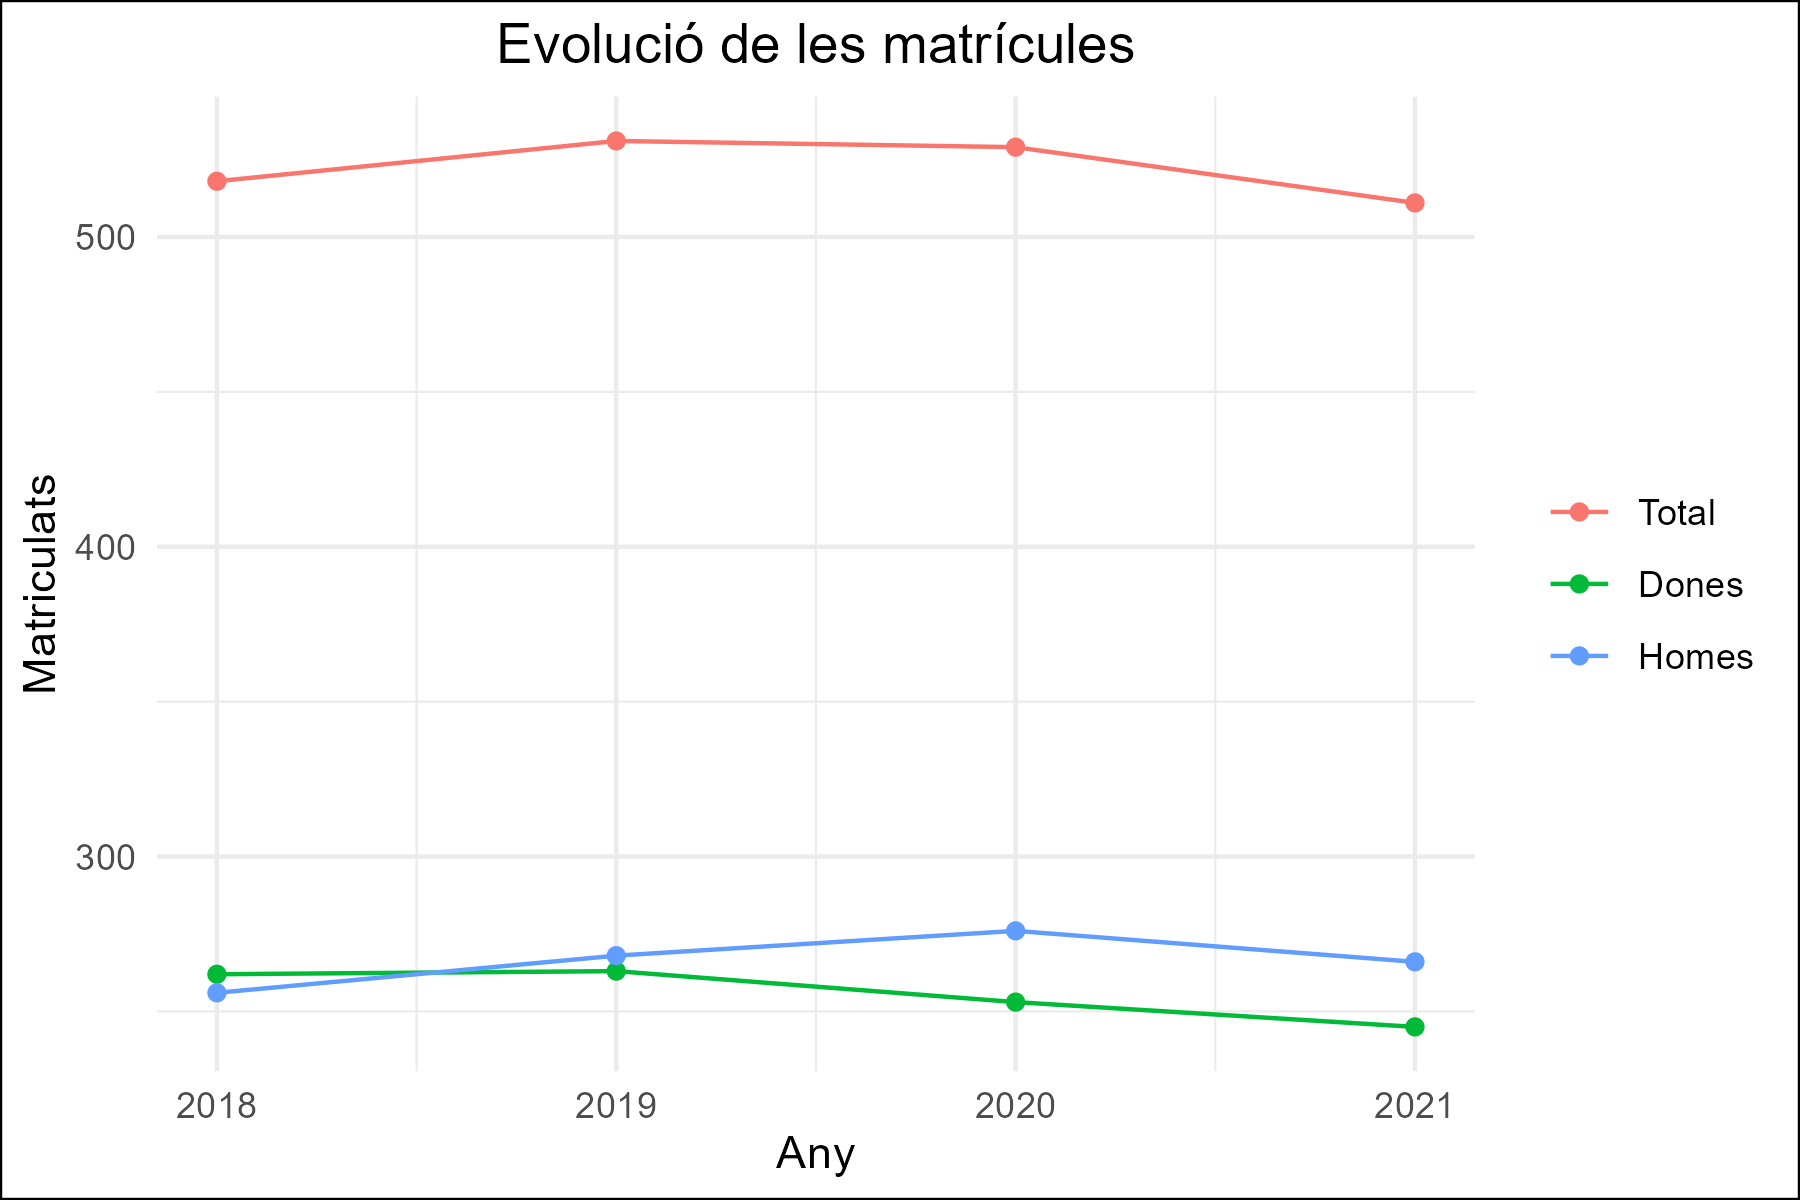 Evolució de les matrícules
Matriculats
500
400
300
2018
2019
2020
2021
Any
Total
Dones
Homes